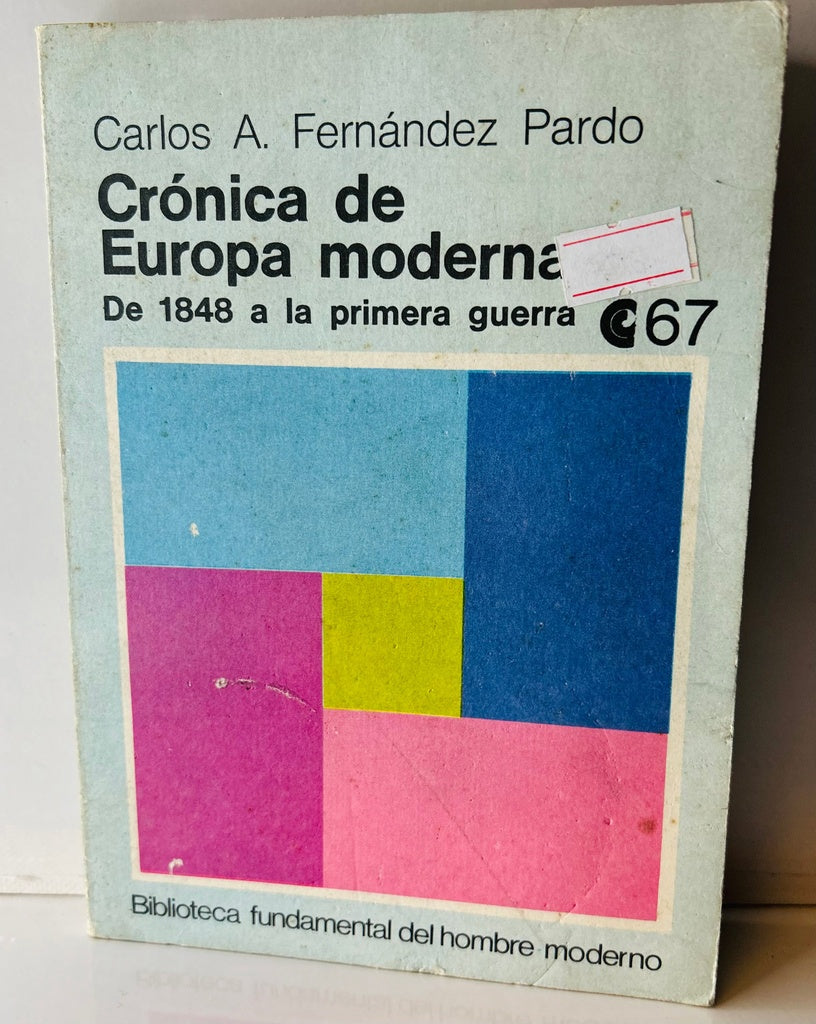 Carlos A. Fernández Pardo
Crónica de
Europa moderna
De 1848 a la primera guerra
67
Biblioteca fundamental del hombre moderno